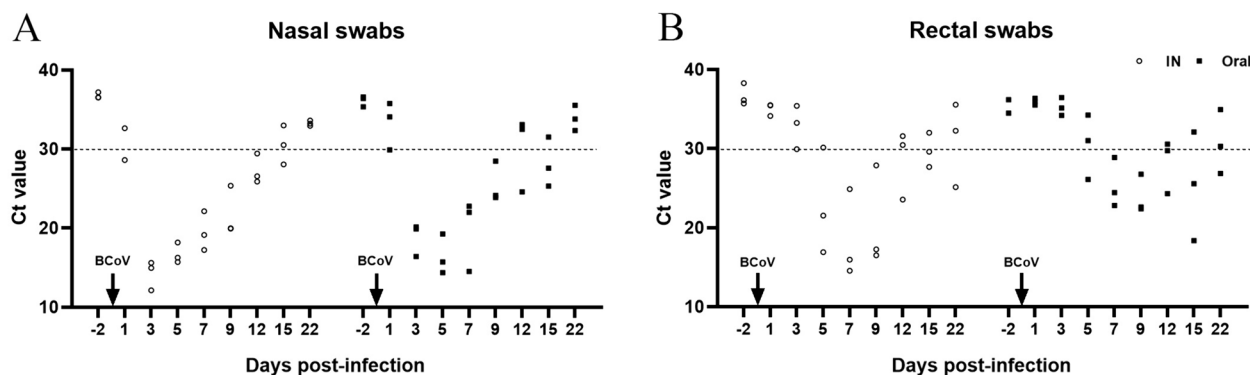 A
Nasal swabs
40
30
20
10
Ct value
BCoV
BCoV
-2 1 3 5 7 9 12 15 22 -2 1 3 5 7 9 12 15 22
Days post-infection
B
Rectal swabs
IN Oral
40
30
20
10
Ct value
BCoV
BCoV
-2 1 3 5 7 9 12 15 22 -2 1 3 5 7 9 12 15 22
Days post-infection